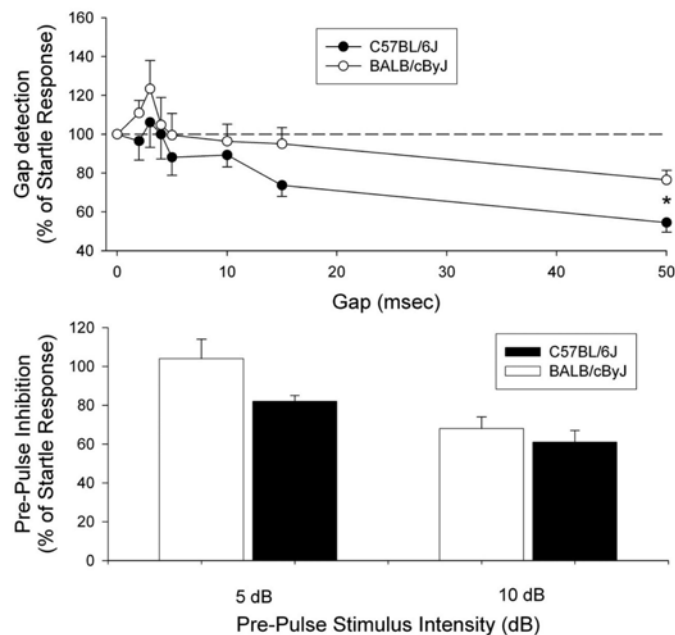 160
140
120
100
80
60
40
Gap detection
(% of Startle Response)
C57BL/6J
BALB/cByJ
*
0
10
20
30
40
50
Gap (msec)
120
100
80
60
40
20
0
Pre-Pulse Inhibition
(% of Startle Response)
C57BL/6J
BALB/cByJ
5 dB
10 dB
Pre-Pulse Stimulus Intensity (dB)